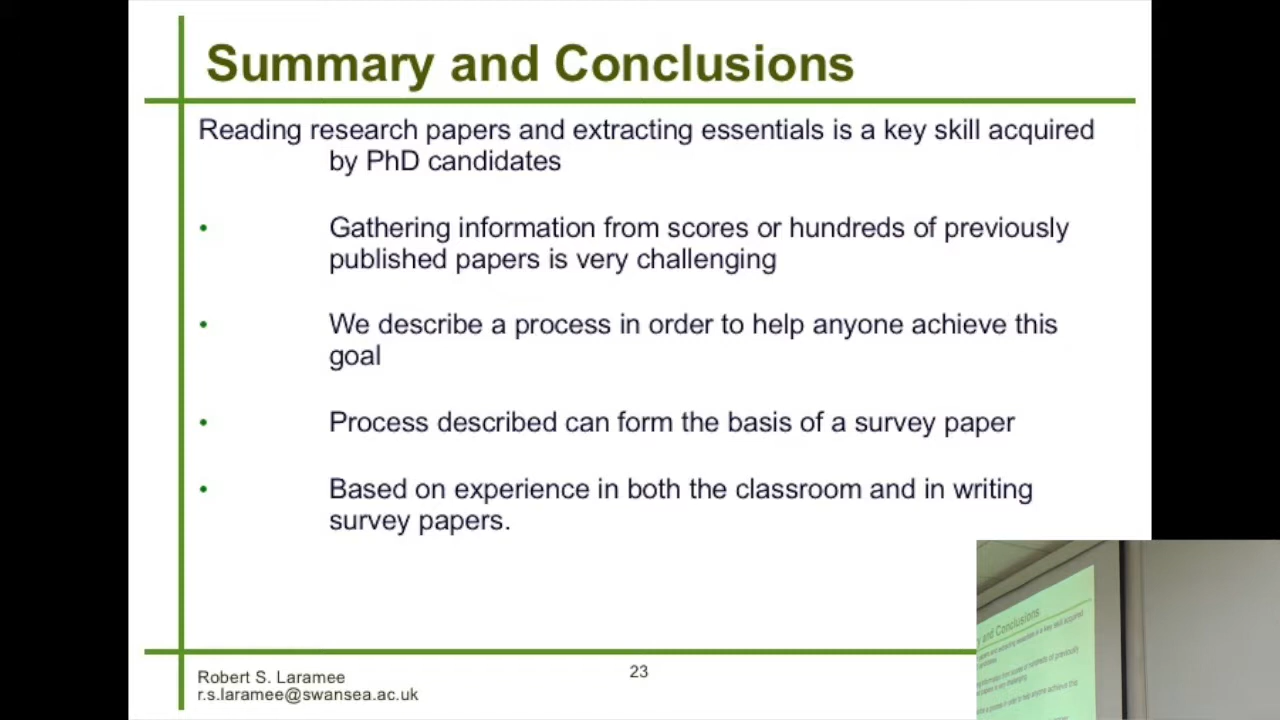 Summary and Conclusions
Reading research papers and extracting essentials is a key skill acquired
by PhD candidates
• Gathering information from scores or hundreds of previously
published papers is very challenging
• We describe a process in order to help anyone achieve this
goal
• Process described can form the basis of a survey paper
• Based on experience in both the classroom and in writing
survey papers.
Robert S. Laramee
r.s.laramee@swansea.ac.uk
23
y and Conclusions